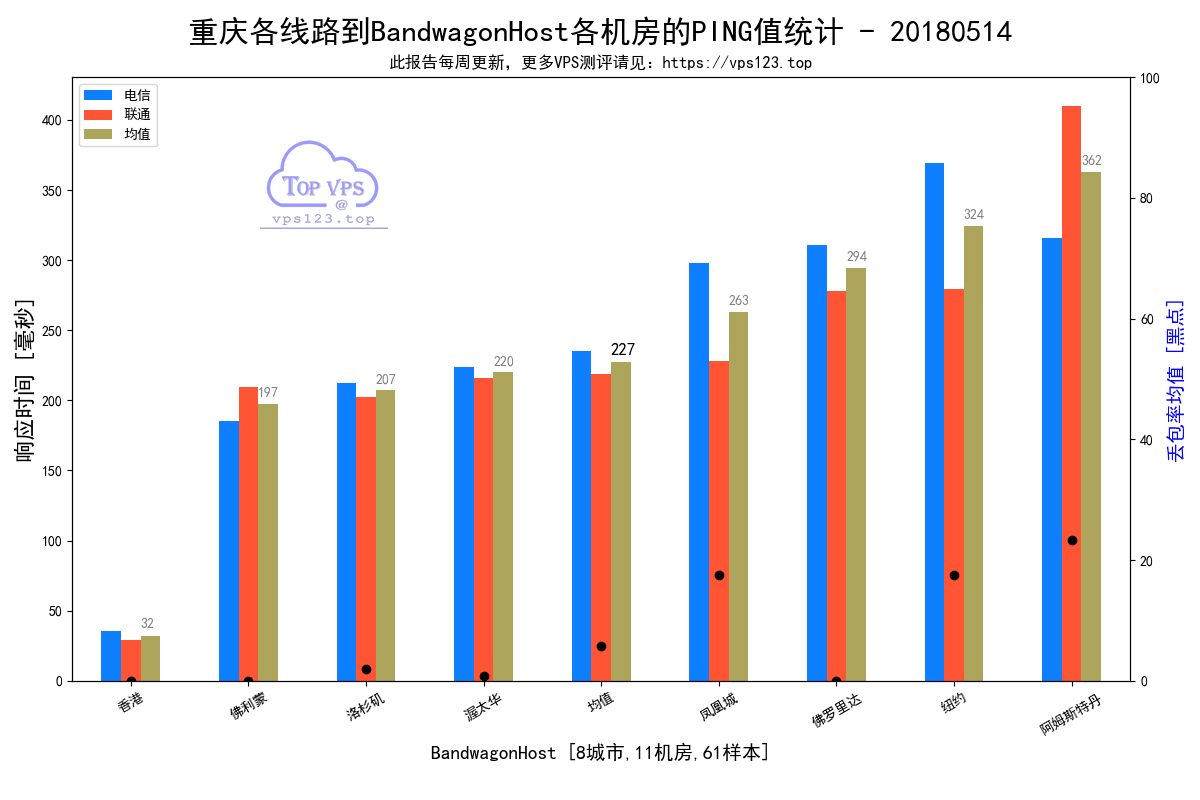 重庆各线路到BandwagonHost各机房的PING值统计 - 20180514
此报告每周更新，更多VPS测评请见：https://vps123.top
电信
联通
均值
TOP VPS
@
vps123.top
响应时间 [毫秒]
丢包率均值 [黑点]
400
350
300
250
200
150
100
50
0
100
80
60
40
20
0
32
197
207
220
227
263
294
324
362
香港
佛利蒙
洛杉矶
渥太华
均值
凤凰城
佛罗里达
纽约
阿姆斯特丹
BandwagonHost [8城市,11机房,61样本]